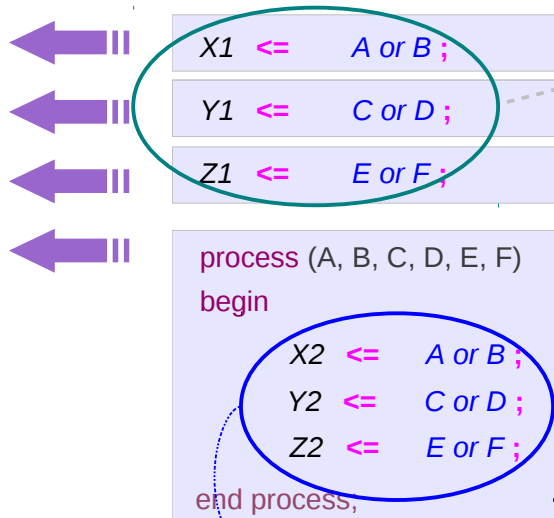 X1 <= A or B ;
Y1 <= C or D ;
Z1 <= E or F ;
process (A, B, C, D, E, F)
begin
X2 <= A or B ;
Y2 <= C or D ;
Z2 <= E or F ;
end process;